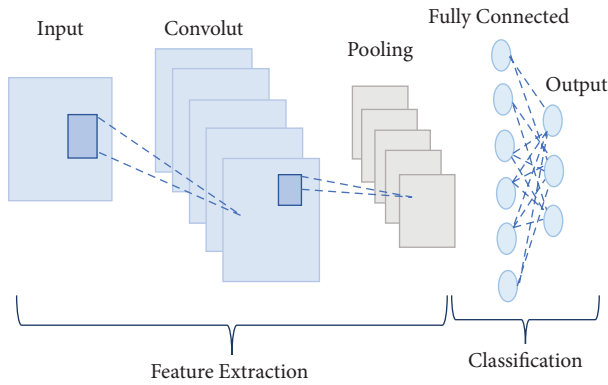 Input
Convolut
Pooling
Fully Connected
Output
Feature Extraction
Classification